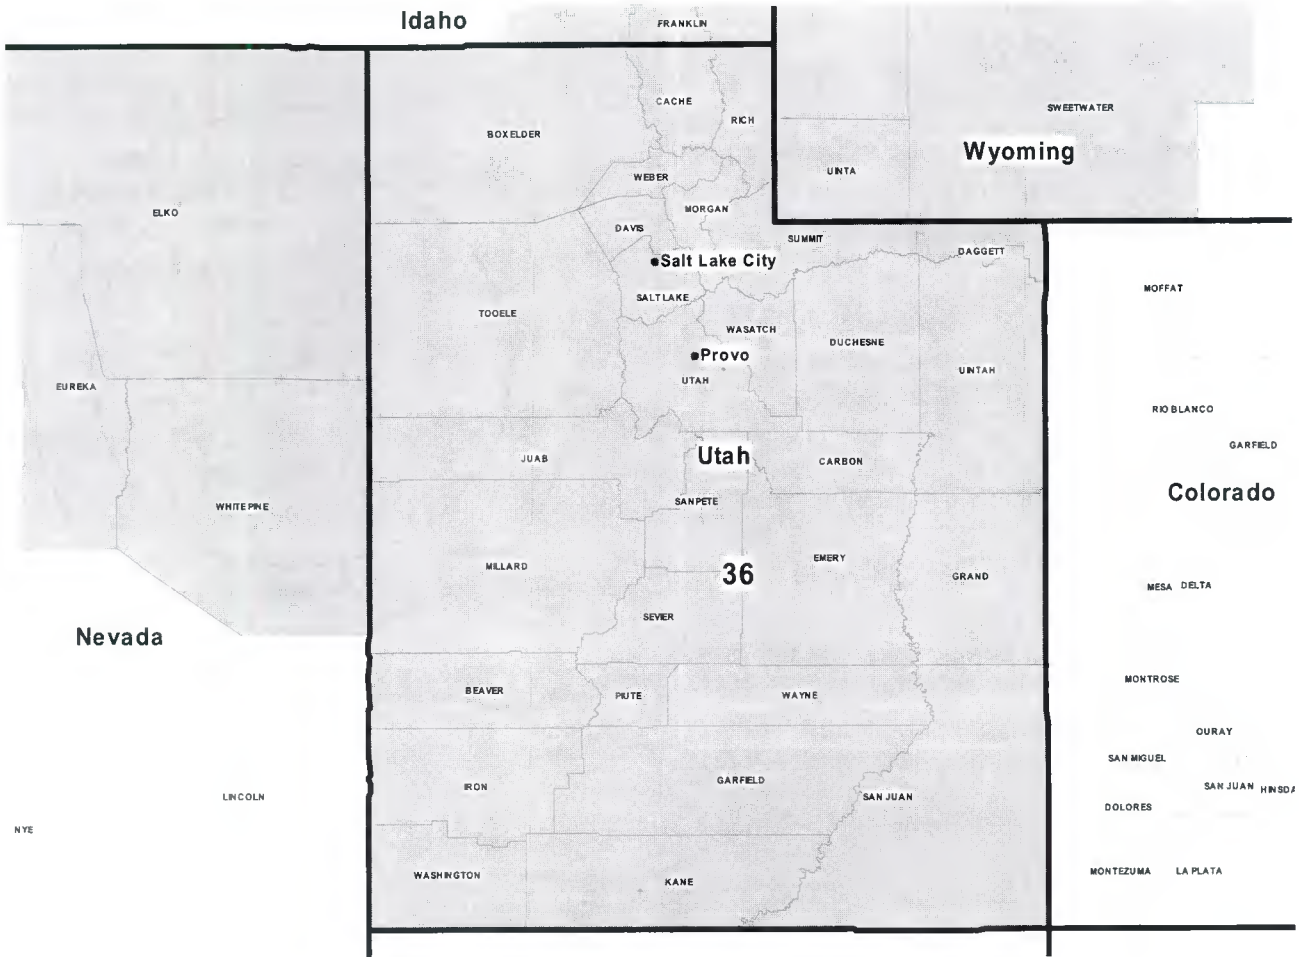 Idaho
FRANKLIN
CACHE
SWEETWATER
RICH
BOXELDER
Wyoming
UINTA
WEBER
ELKO
MORGAN
DAVIS
SUMMIT
DAGGETT
Salt Lake City
MOFFAT
SALT LAKE
TOOELE
WASATCH
DUCHESNE
Provo
UINTAH
UTAH
EUREKA
RIO BLANCO
GARFIELD
Utah
JUAB
CARBON
Colorado
SANPETE
WHITE PINE
EMERY
MILLARD
36
GRAND
MESA DELTA
SEVIER
Nevada
MONTROSE
BEAVER
PIUTE
WAYNE
OURAY
SAN MIGUEL
GARFIELD
IRON
SAN JUAN HINSDA
LINCOLN
SAN JUAN
DOLORES
NYE
MONTEZUMA LA PLATA
WASHINGTON
KANE